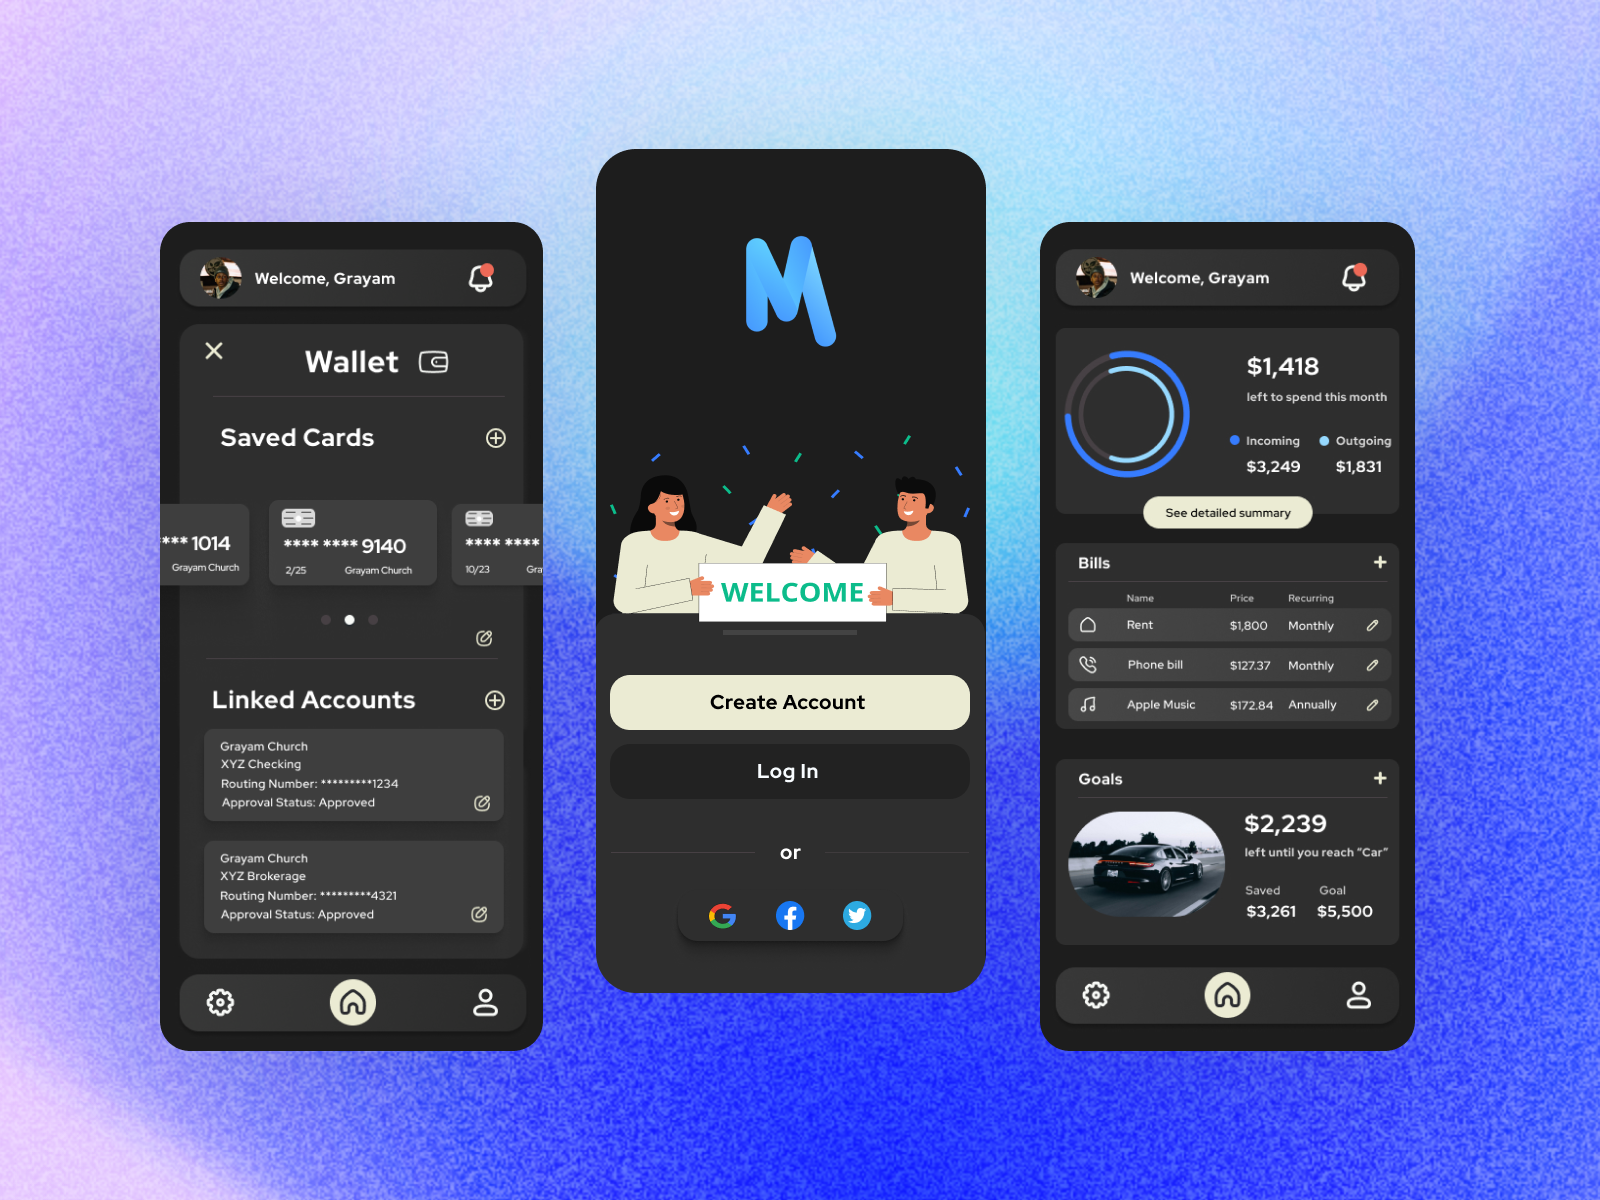 Welcome, Grayam
Wallet
Saved Cards
*** 1014
Grayam Church
**** **** 9140
2/25 Grayam Church
**** ****
10/23 Gra
Linked Accounts
Grayam Church
XYZ Checking
Routing Number: *********1234
Approval Status: Approved
Grayam Church
XYZ Brokerage
Routing Number: *********4321
Approval Status: Approved
M
WELCOME
Create Account
Log In
or
Welcome, Grayam
$1,418
left to spend this month
Incoming Outgoing
$3,249 $1,831
See detailed summary
Bills
Name Price Recurring
Rent $1,800 Monthly
Phone bill $127.37 Monthly
Apple Music $172.84 Annually
Goals
$2,239
left until you reach “Car”
Saved Goal
$3,261 $5,500